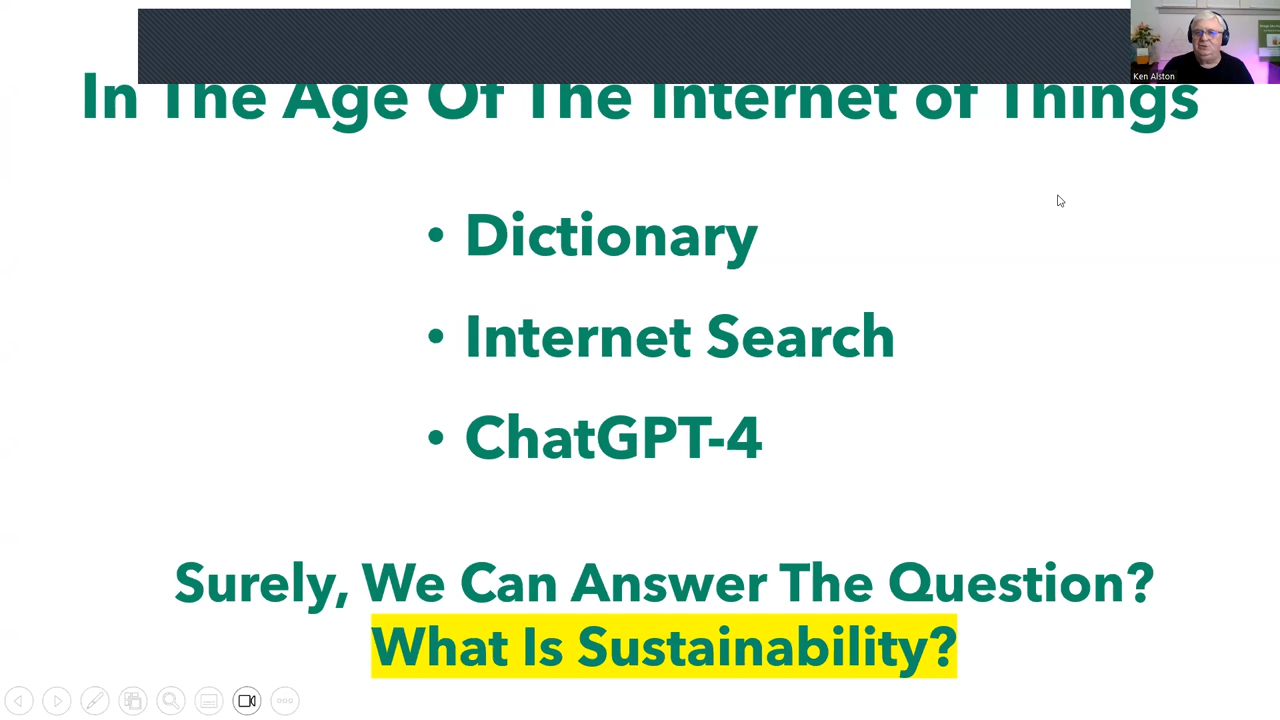 Ken Alston
In The Age Of The Internet of Things
• Dictionary
• Internet Search
• ChatGPT-4
Surely, We Can Answer The Question?
What Is Sustainability?